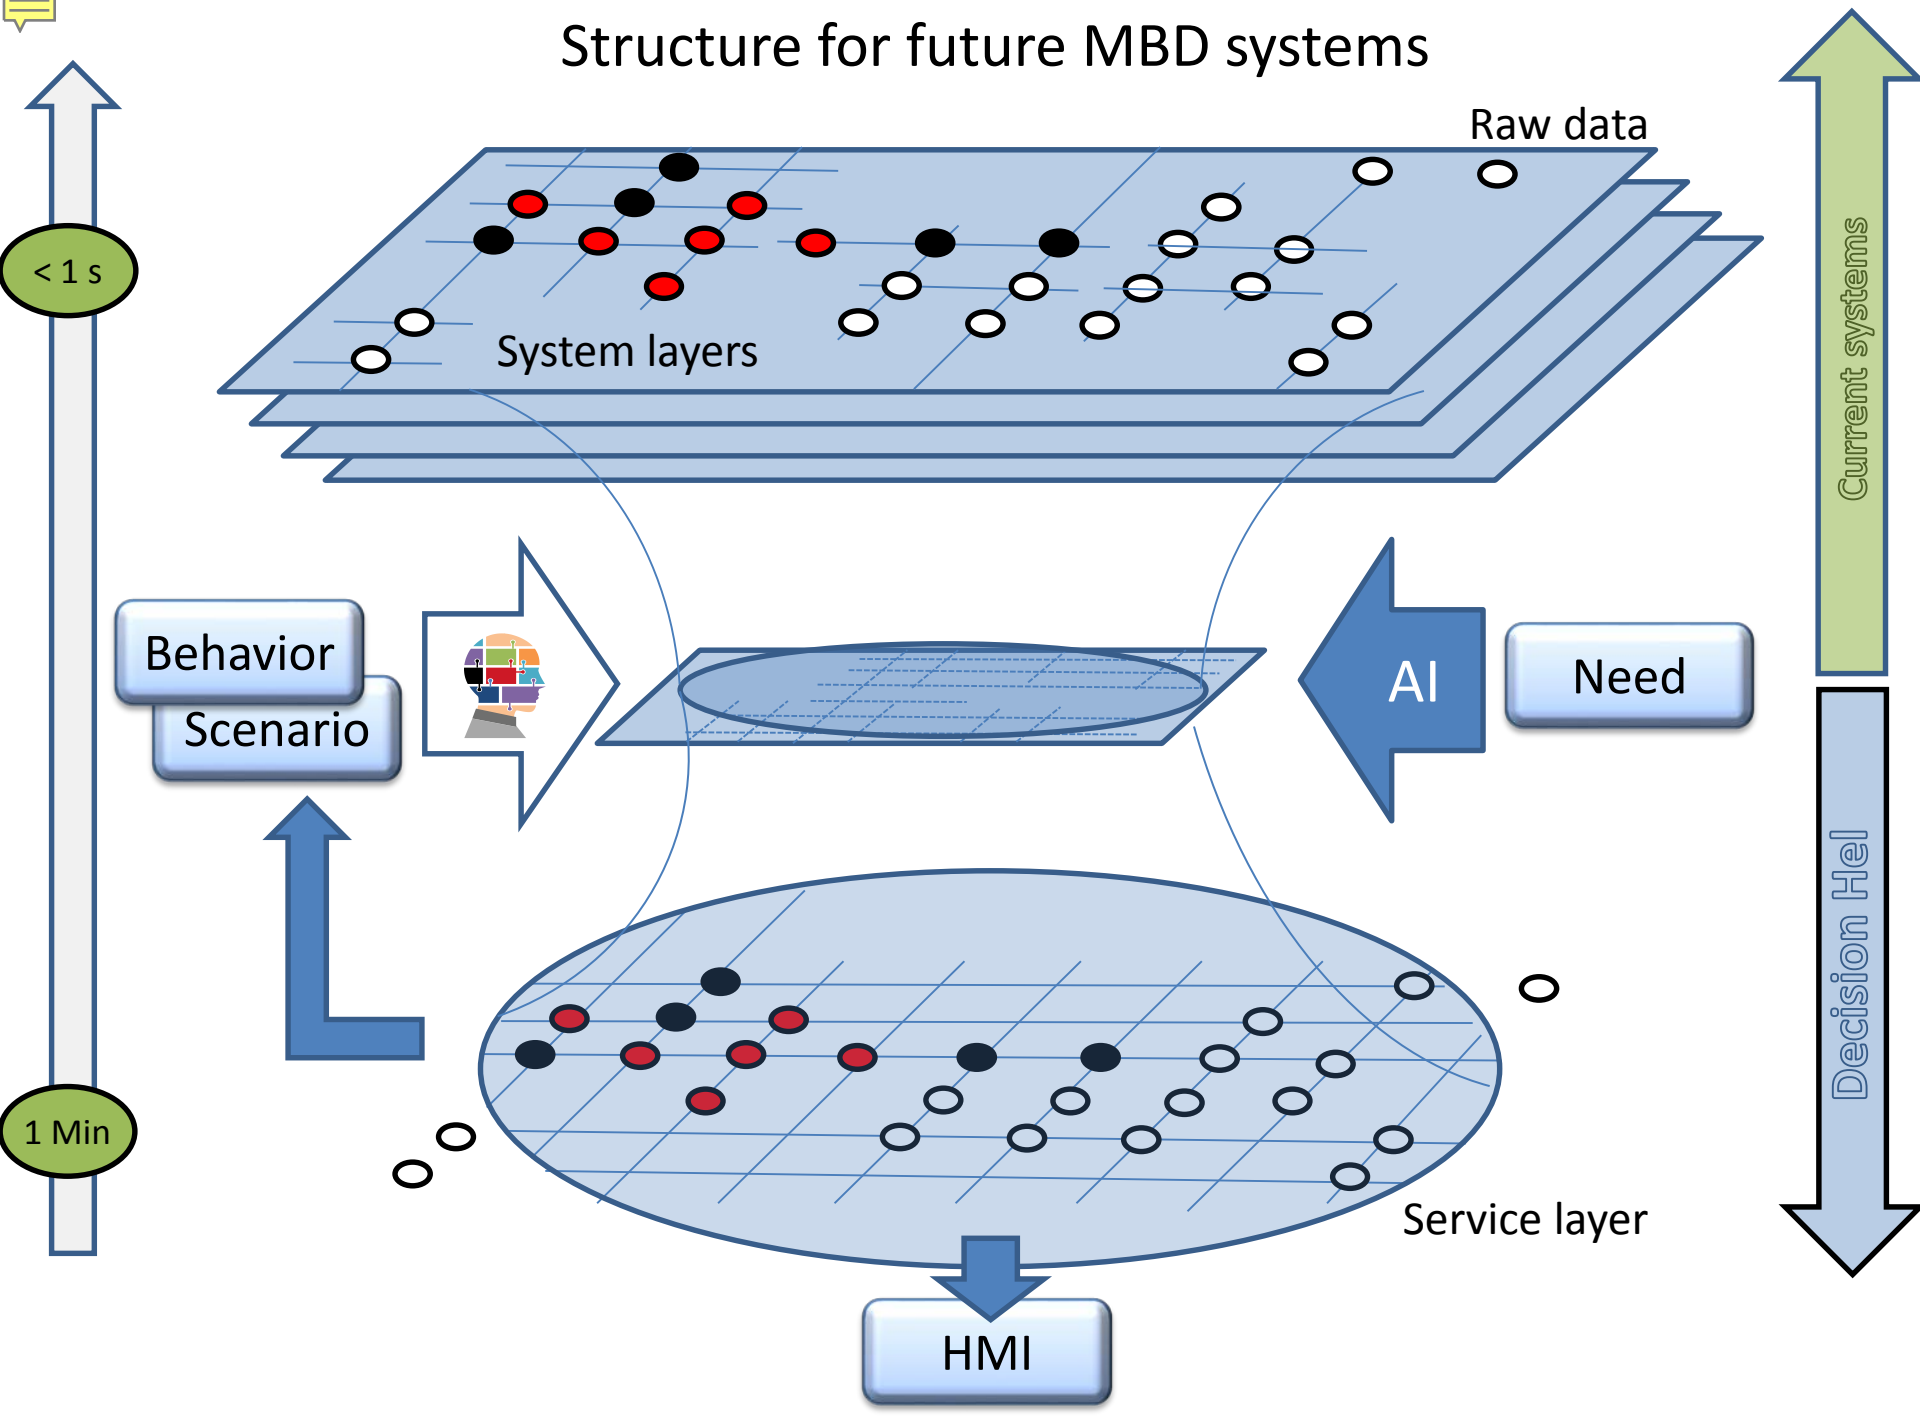 Structure for future MBD systems
Raw data
< 1 s
System layers
Current systems
Behavior
Scenario
AI
Need
Decision Hel
1 Min
Service layer
HMI